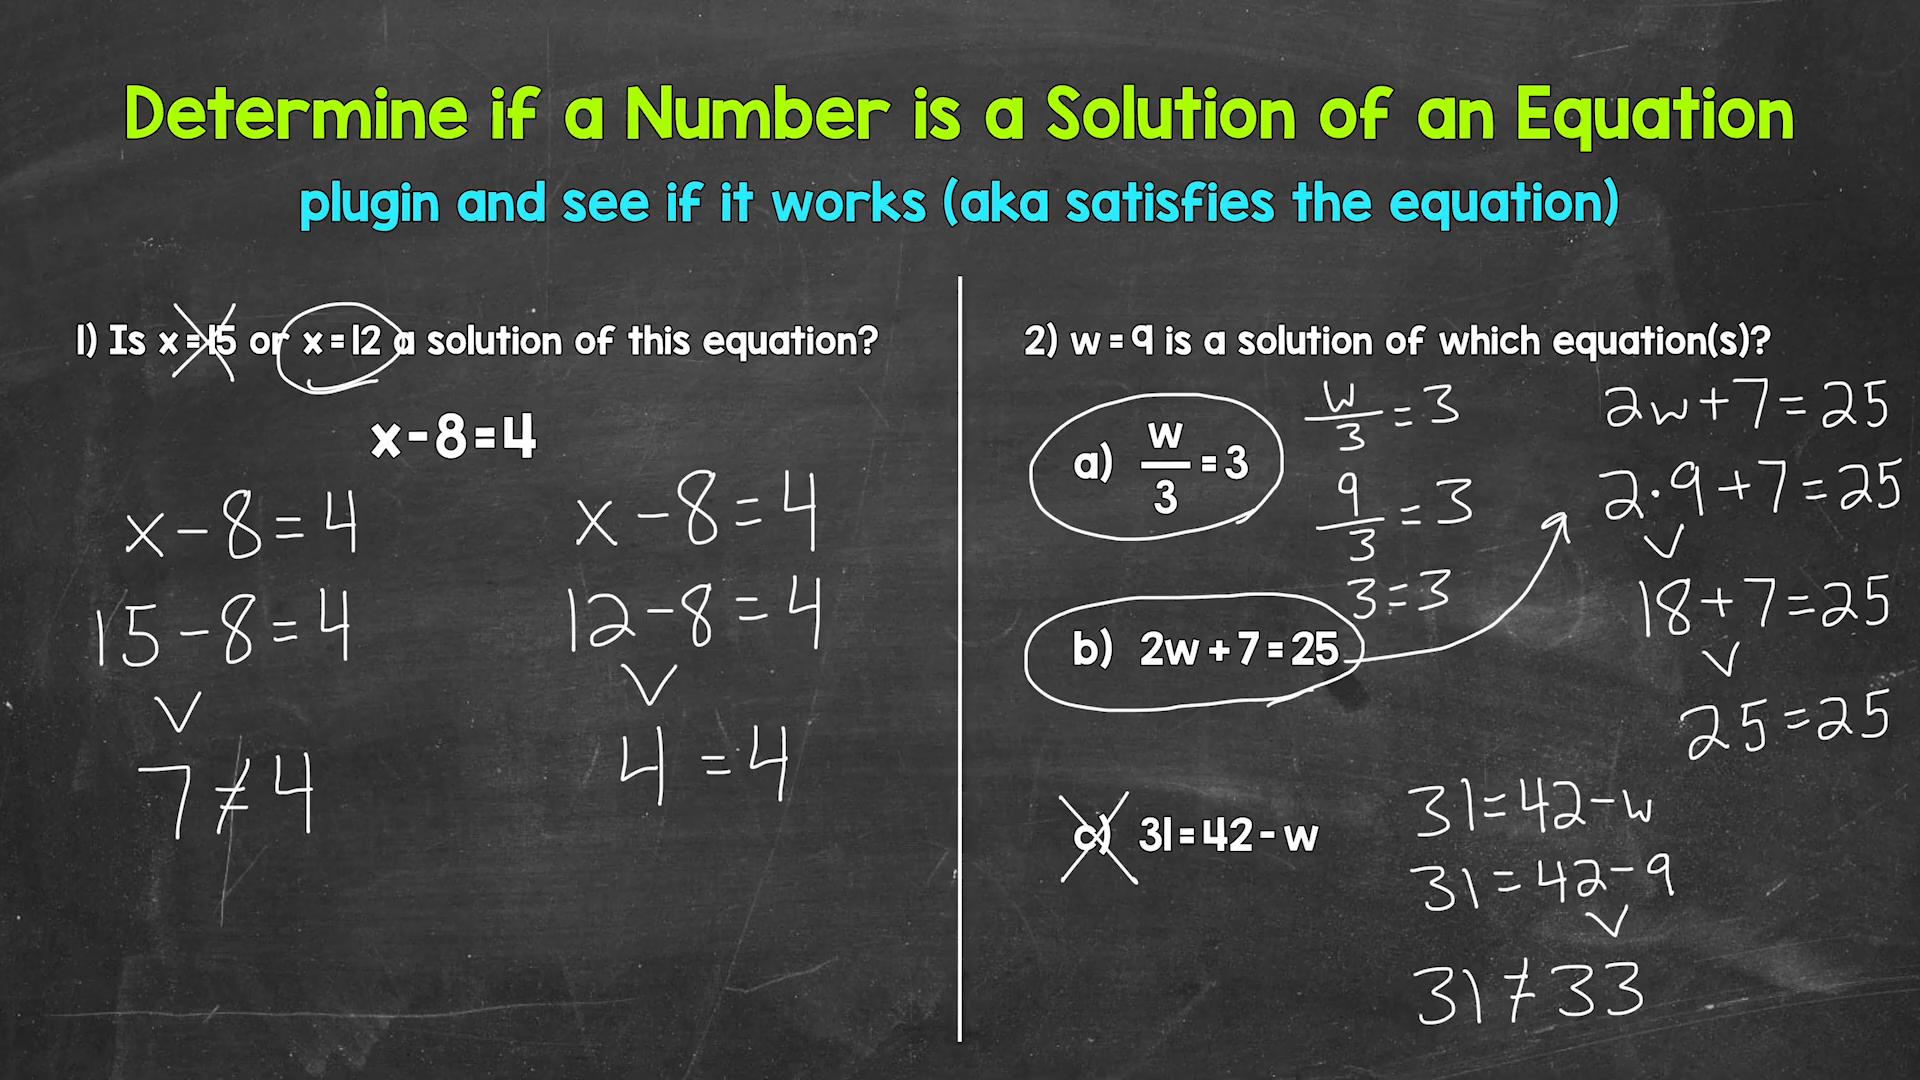 Determine if a Number is a Solution of an Equation
plugin and see if it works (aka satisfies the equation)
1) Is x=15 or x=12 a solution of this equation?
x-8=4
x-8=4
15-8=4
7≠4
x-8=4
12-8=4
4=4
2) w=9 is a solution of which equation(s)?
a) w/3=3
w/3=3
9/3=3
3=3
b) 2w+7=25
2w+7=25
2·9+7=25
18+7=25
25=25
c) 31=42-w
31=42-w
31=42-9
31≠33